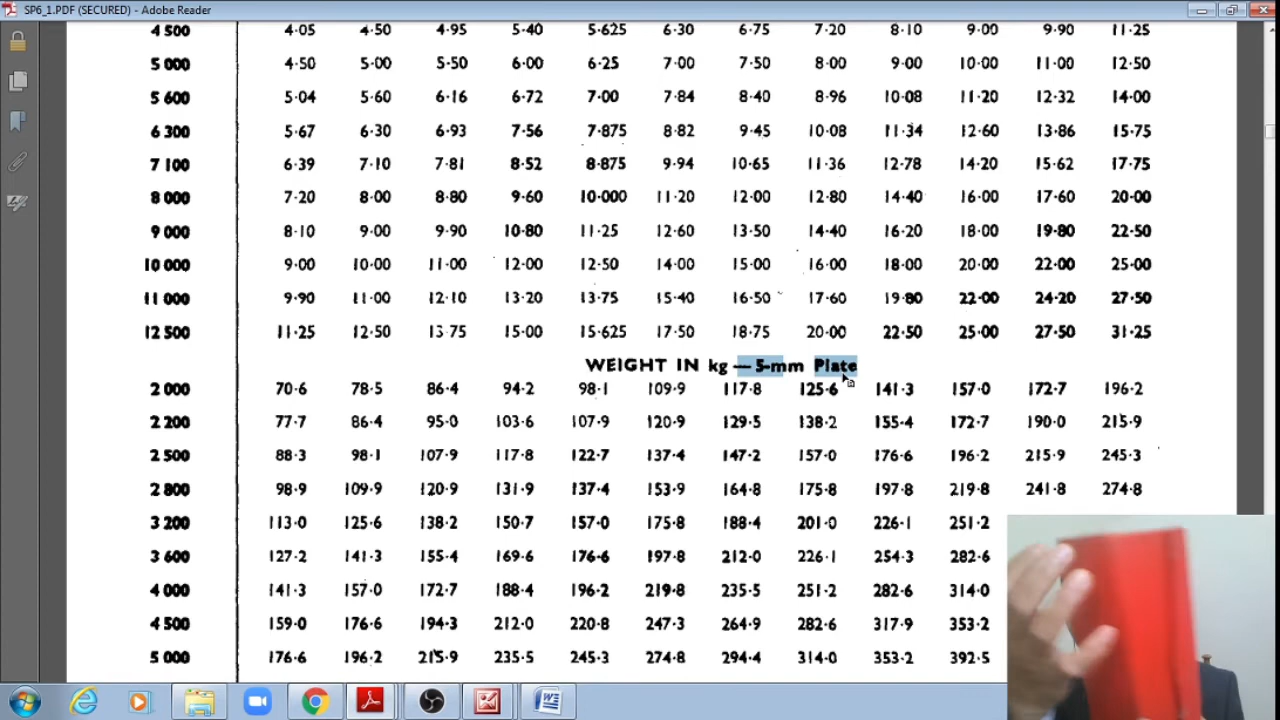 SP6_1.PDF (SECURED) - Adobe Reader
4 500 4·05 4·50 4·95 5·40 5·625 6·30 6·75 7·20 8·10 9·00 9·90 11·25
5 000 4·50 5·00 5·50 6·00 6·25 7·00 7·50 8·00 9·00 10·00 11·00 12·50
5 600 5·04 5·60 6·16 6·72 7·00 7·84 8·40 8·96 10·08 11·20 12·32 14·00
6 300 5·67 6·30 6·93 7·56 7·875 8·82 9·45 10·08 11·34 12·60 13·86 15·75
7 100 6·39 7·10 7·81 8·52 8·875 9·94 10·65 11·36 12·78 14·20 15·62 17·75
8 000 7·20 8·00 8·80 9·60 10·000 11·20 12·00 12·80 14·40 16·00 17·60 20·00
9 000 8·10 9·00 9·90 10·80 11·25 12·60 13·50 14·40 16·20 18·00 19·80 22·50
10 000 9·00 10·00 11·00 12·00 12·50 14·00 15·00 16·00 18·00 20·00 22·00 25·00
11 000 9·90 11·00 12·10 13·20 13·75 15·40 16·50 17·60 19·80 22·00 24·20 27·50
12 500 11·25 12·50 13·75 15·00 15·625 17·50 18·75 20·00 22·50 25·00 27·50 31·25
WEIGHT IN kg — 5-mm Plate
2 000 70·6 78·5 86·4 94·2 98·1 109·9 117·8 125·6 141·3 157·0 172·7 196·2
2 200 77·7 86·4 95·0 103·6 107·9 120·9 129·5 138·2 155·4 172·7 190·0 215·9
2 500 88·3 98·1 107·9 117·8 122·7 137·4 147·2 157·0 176·6 196·2 215·9 245·3
2 800 98·9 109·9 120·9 131·9 137·4 153·9 164·8 175·8 197·8 219·8 241·8 274·8
3 200 113·0 125·6 138·2 150·7 157·0 175·8 188·4 201·0 226·1 251·2
3 600 127·2 141·3 155·4 169·6 176·6 197·8 212·0 226·1 254·3 282·6
4 000 141·3 157·0 172·7 188·4 196·2 219·8 235·5 251·2 282·6 314·0
4 500 159·0 176·6 194·3 212·0 220·8 247·3 264·9 282·6 317·9 353·2
5 000 176·6 196·2 215·9 235·5 245·3 274·8 294·4 314·0 353·2 392·5